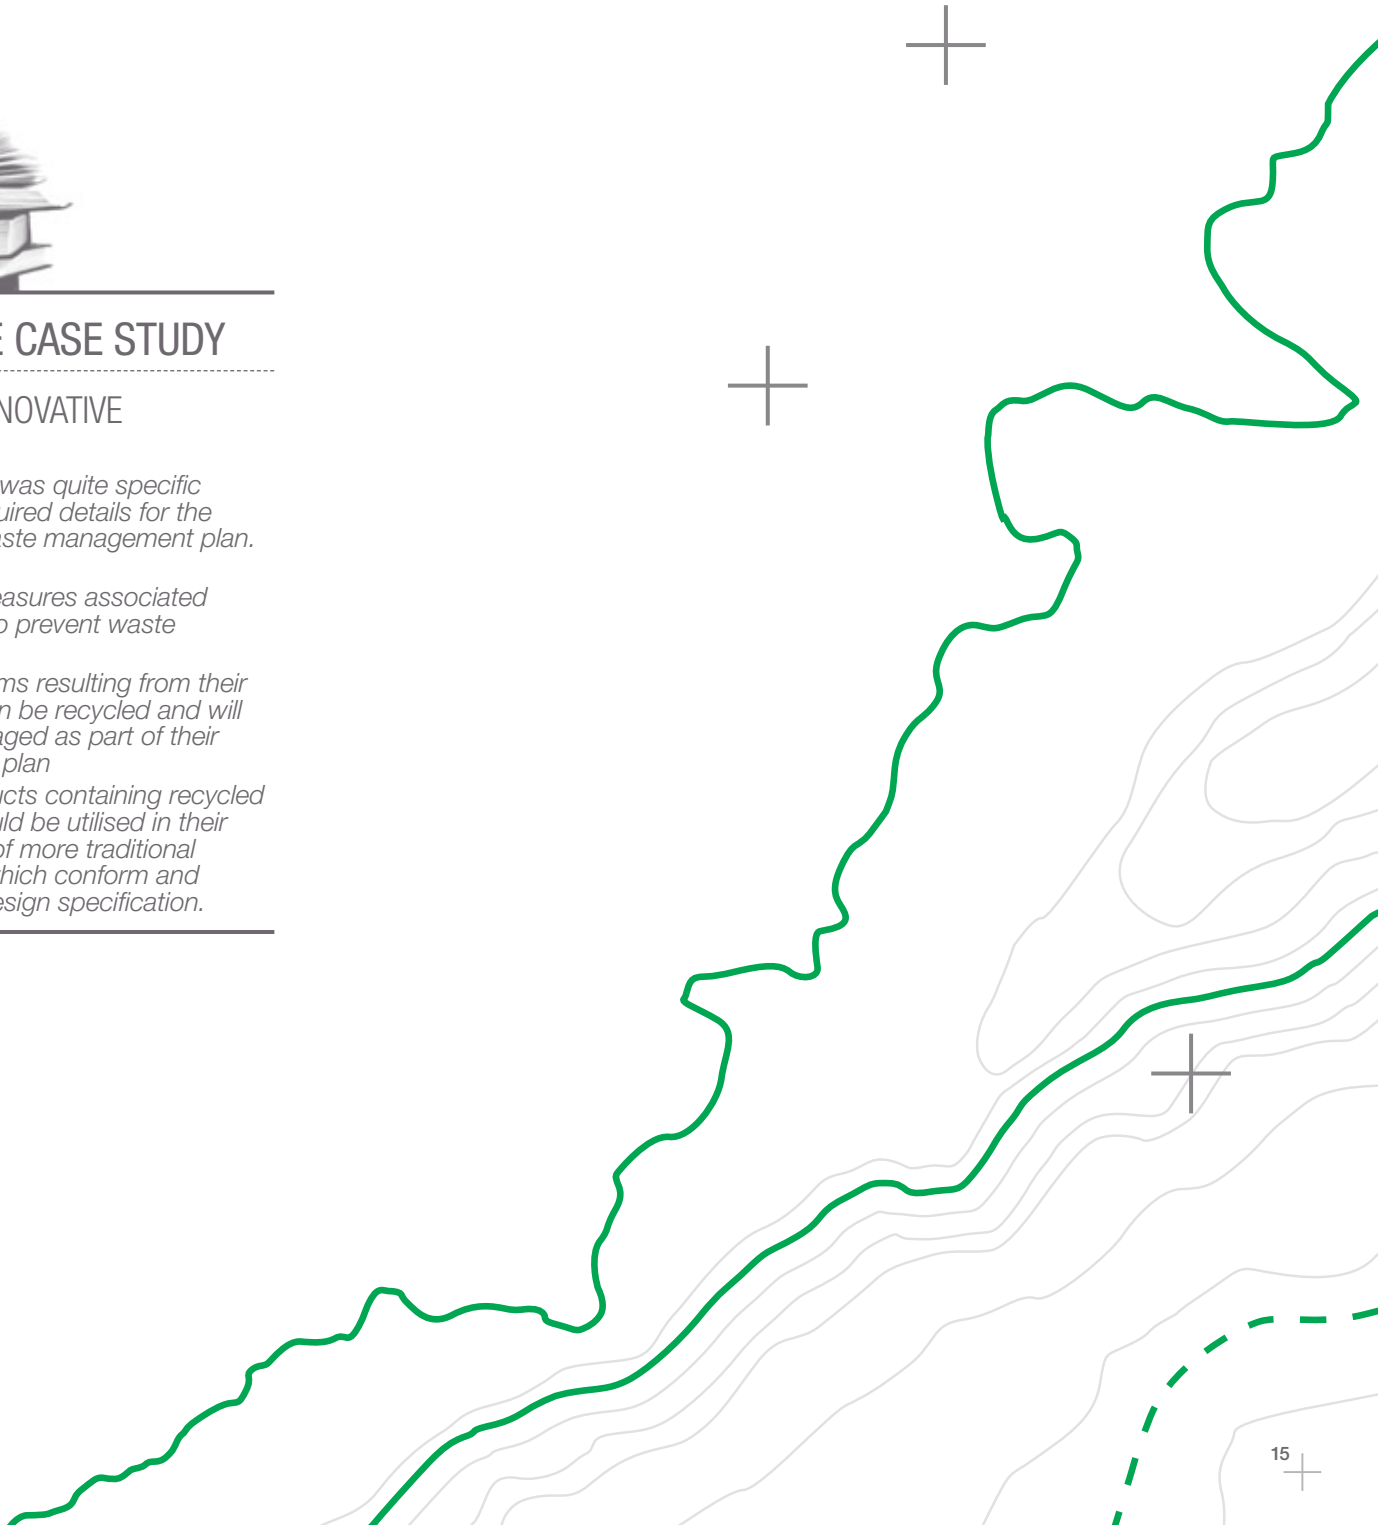 E CASE STUDY
NOVATIVE
was quite specific
uired details for the
aste management plan.
easures associated
o prevent waste
ms resulting from their
n be recycled and will
aged as part of their
plan
ucts containing recycled
uld be utilised in their
of more traditional
which conform and
esign specification.
15